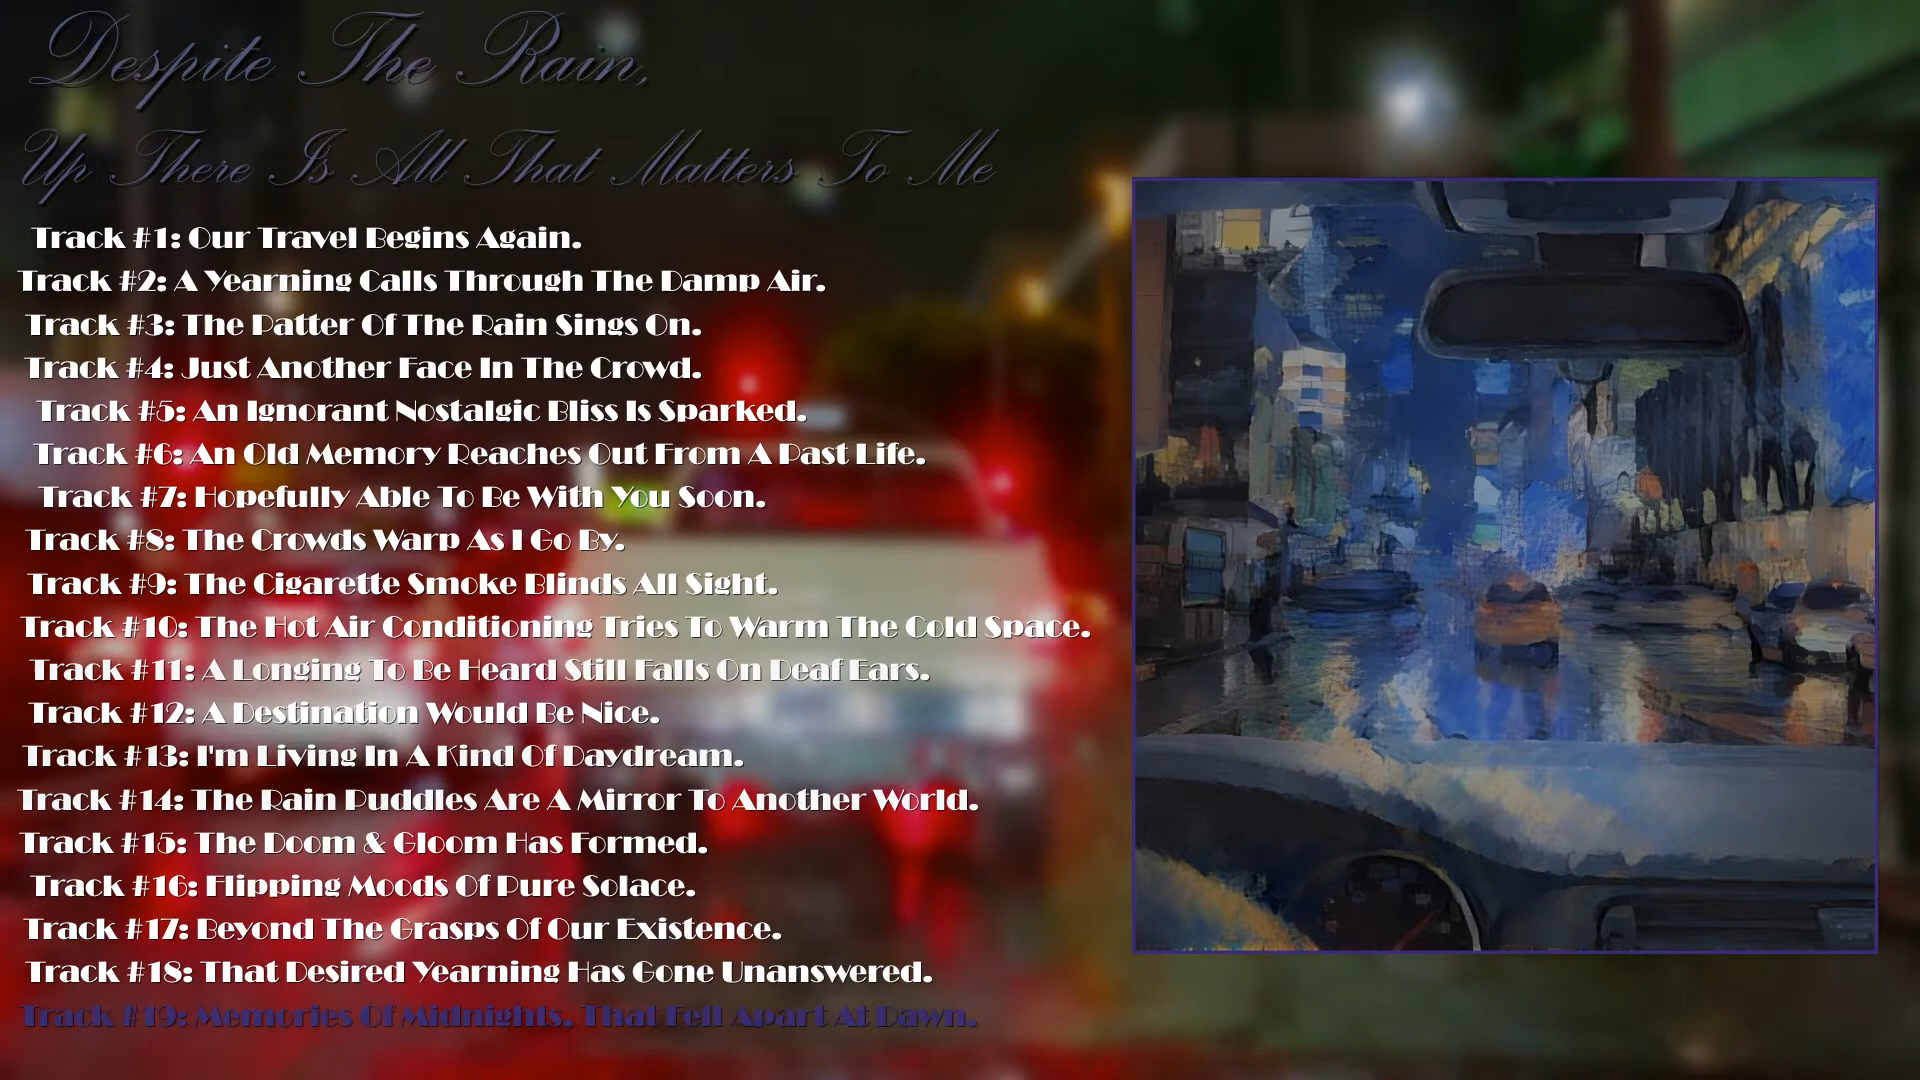 Despite The Rain,
Up There Is All That Matters To Me
Track #1: Our Travel Begins Again.
Track #2: A Yearning Calls Through The Damp Air.
Track #3: The Patter Of The Rain Sings On.
Track #4: Just Another Face In The Crowd.
Track #5: An Ignorant Nostalgic Bliss Is Sparked.
Track #6: An Old Memory Reaches Out From A Past Life.
Track #7: Hopefully Able To Be With You Soon.
Track #8: The Crowds Warp As I Go By.
Track #9: The Cigarette Smoke Blinds All Sight.
Track #10: The Hot Air Conditioning Tries To Warm The Cold Space.
Track #11: A Longing To Be Heard Still Falls On Deaf Ears.
Track #12: A Destination Would Be Nice.
Track #13: I'm Living In A Kind Of Daydream.
Track #14: The Rain Puddles Are A Mirror To Another World.
Track #15: The Doom & Gloom Has Formed.
Track #16: Flipping Moods Of Pure Solace.
Track #17: Beyond The Grasps Of Our Existence.
Track #18: That Desired Yearning Has Gone Unanswered.
Track #19: Memories Of Midnights, That Fell Apart At Dawn.